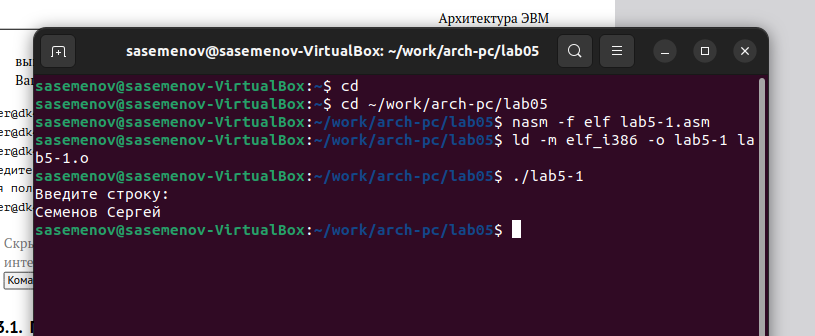 Архитектура ЭВМ
sasemenov@sasemenov-VirtualBox: ~/work/arch-pc/lab05
sasemenov@sasemenov-VirtualBox:~$ cd
sasemenov@sasemenov-VirtualBox:~$ cd ~/work/arch-pc/lab05
sasemenov@sasemenov-VirtualBox:~/work/arch-pc/lab05$ nasm -f elf lab5-1.asm
sasemenov@sasemenov-VirtualBox:~/work/arch-pc/lab05$ ld -m elf_i386 -o lab5-1 la
b5-1.o
sasemenov@sasemenov-VirtualBox:~/work/arch-pc/lab05$ ./lab5-1
Введите строку:
Семенов Сергей
sasemenov@sasemenov-VirtualBox:~/work/arch-pc/lab05$